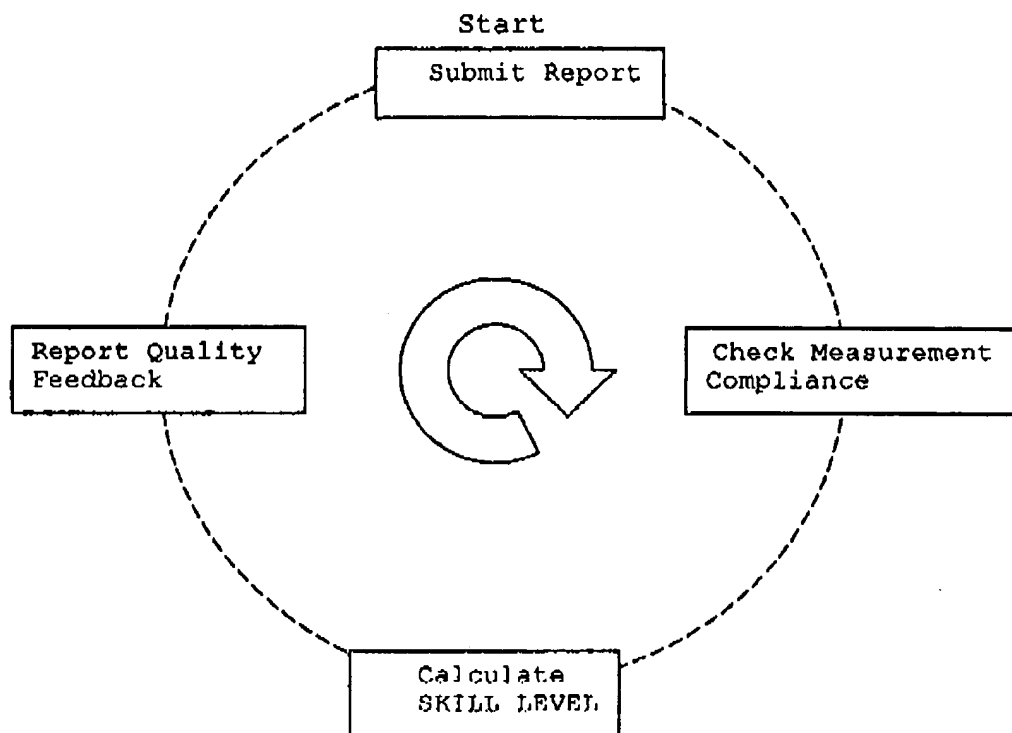 Start
Submit Report
Report Quality
Feedback
Check Measurement
Compliance
Calculate
SKILL LEVEL